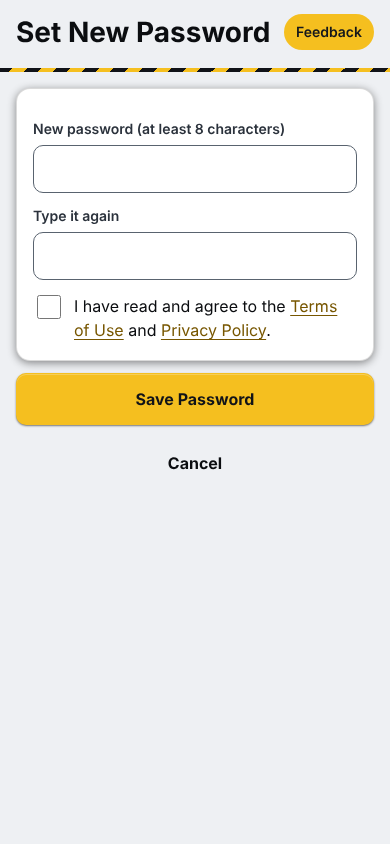 Set New Password
Feedback
New password (at least 8 characters)
Type it again
I have read and agree to the Terms
of Use and Privacy Policy.
Save Password
Cancel